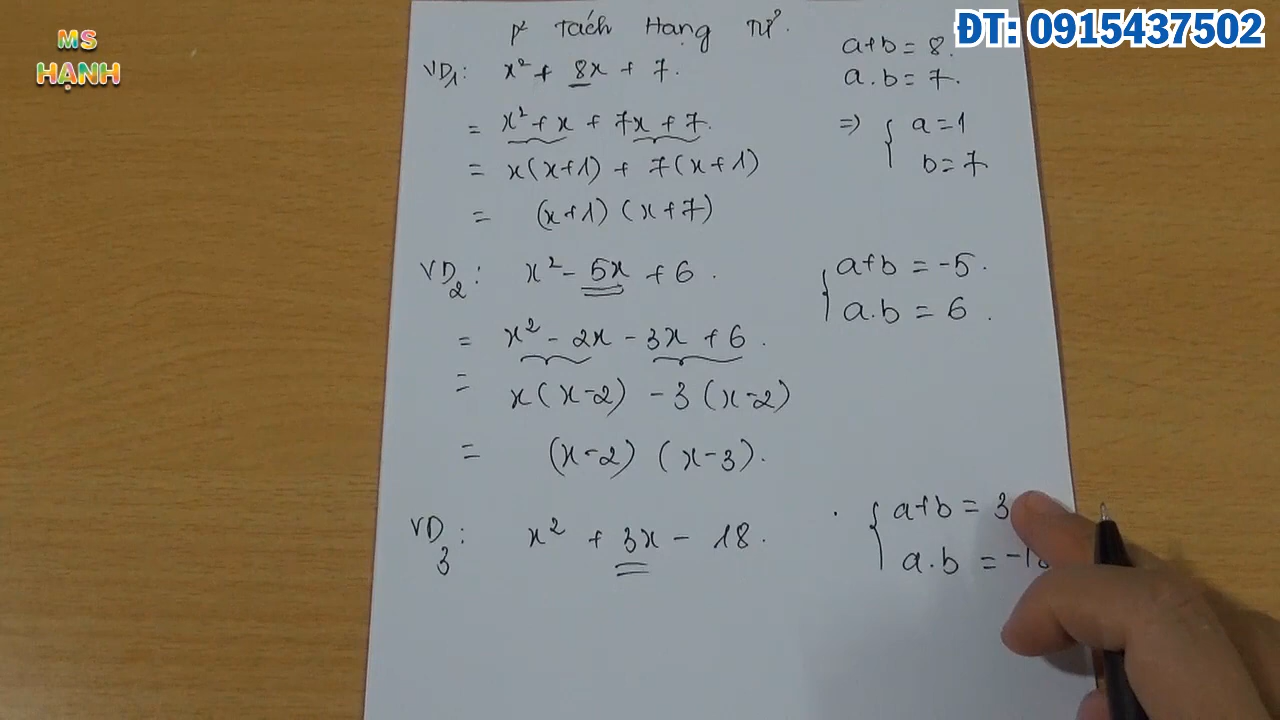 MS
HẠNH
ĐT: 0915437502
Tách Hạng Tử.
VD1: x² + 8x + 7.
= x² + x + 7x + 7.
= x(x+1) + 7(x+1)
= (x+1) (x+7)
a+b = 8.
a.b = 7.
=> { a = 1
b = 7
VD2: x² - 5x + 6.
= x² - 2x - 3x + 6.
= x(x-2) - 3(x-2)
= (x-2) (x-3).
{ a+b = -5.
a.b = 6.
VD3: x² + 3x - 18.
{ a+b = 3
a.b =